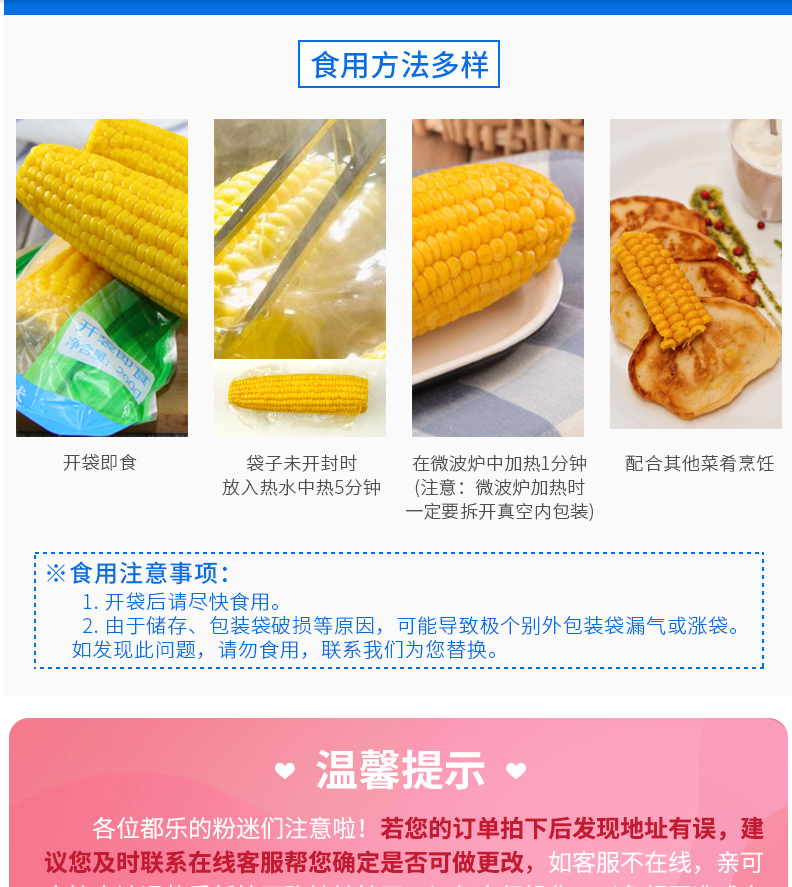 食用方法多样
开袋即食
净含量：200g
开袋即食
袋子未开封时
放入热水中热5分钟
在微波炉中加热1分钟
(注意：微波炉加热时
一定要拆开真空内包装)
配合其他菜肴烹饪
※食用注意事项：
1. 开袋后请尽快食用。
2. 由于储存、包装袋破损等原因，可能导致极个别外包装袋漏气或涨袋。
如发现此问题，请勿食用，联系我们为您替换。
温馨提示
各位都乐的粉迷们注意啦！若您的订单拍下后发现地址有误，建
议您及时联系在线客服帮您确定是否可做更改，如客服不在线，亲可